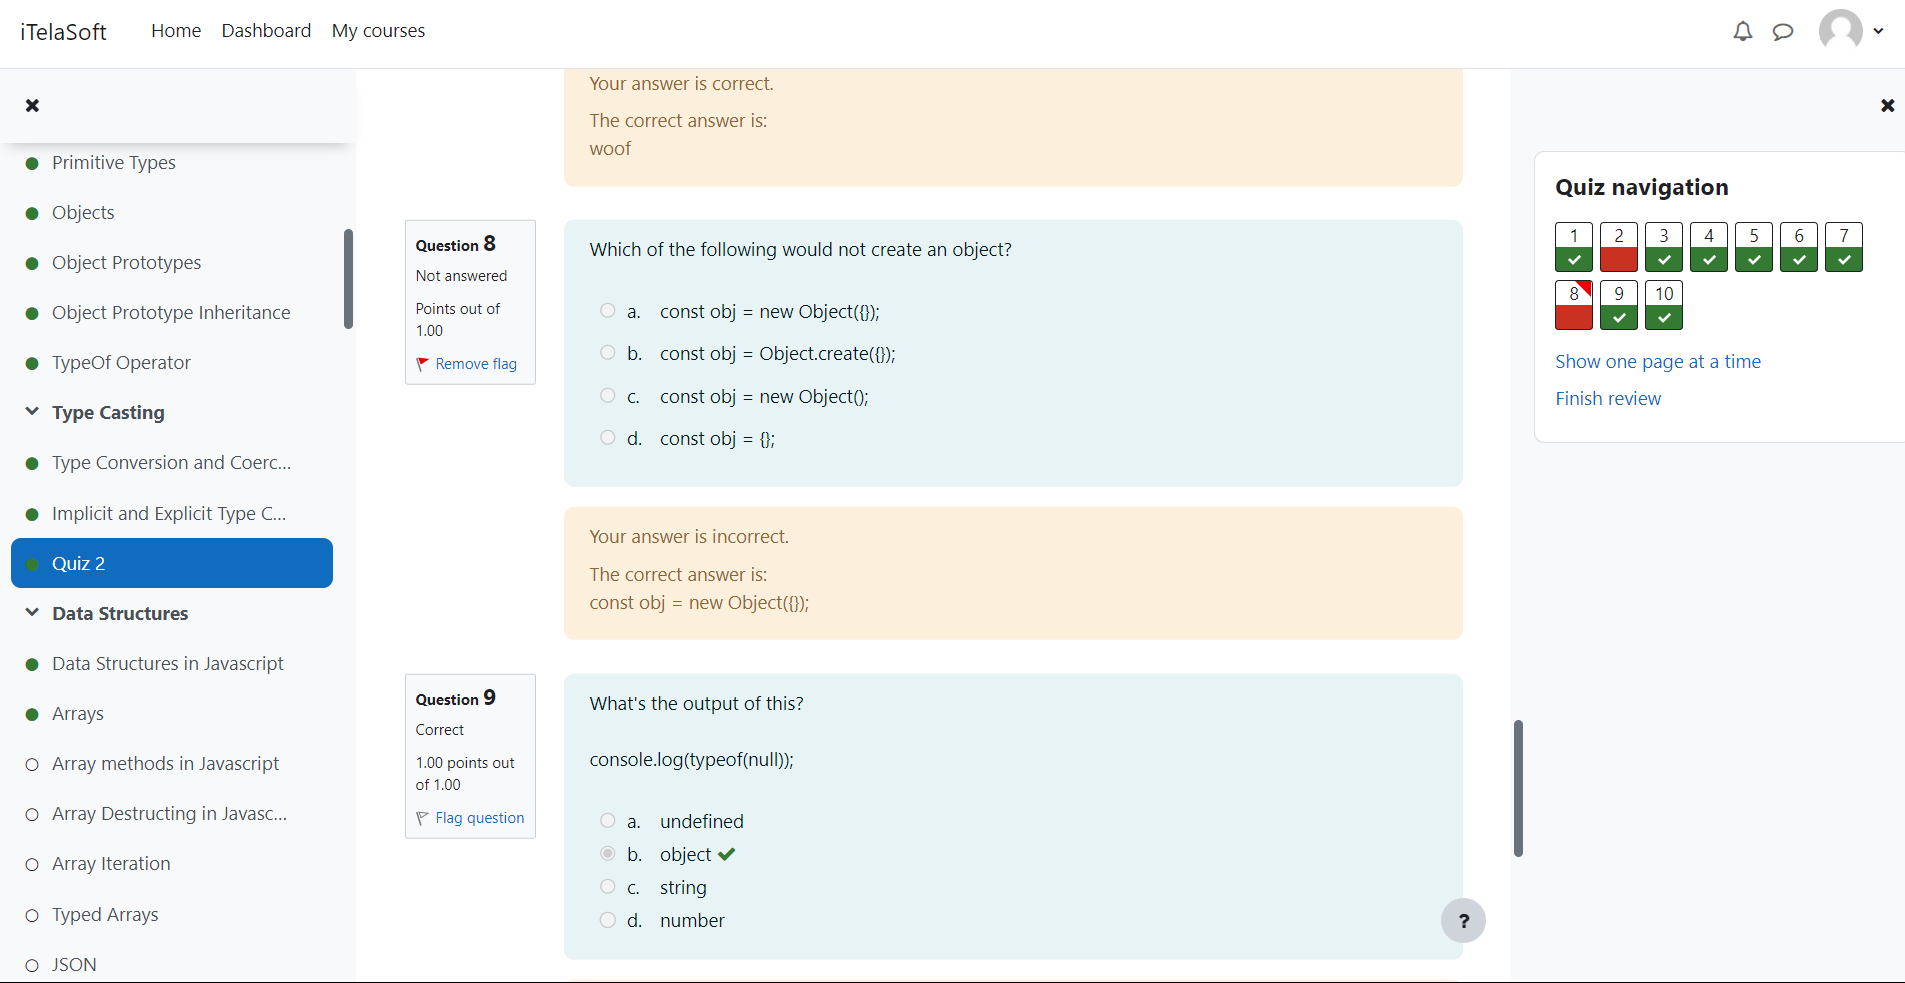 iTelaSoft
Home Dashboard My courses
Primitive Types
Objects
Object Prototypes
Object Prototype Inheritance
TypeOf Operator
Type Casting
Type Conversion and Coerc...
Implicit and Explicit Type C...
Quiz 2
Data Structures
Data Structures in Javascript
Arrays
Array methods in Javascript
Array Destructing in Javasc...
Array Iteration
Typed Arrays
JSON
Your answer is correct.
The correct answer is:
woof
Question 8
Not answered
Points out of
1.00
Remove flag
Which of the following would not create an object?
a. const obj = new Object({});
b. const obj = Object.create({});
c. const obj = new Object();
d. const obj = {};
Your answer is incorrect.
The correct answer is:
const obj = new Object({});
Question 9
Correct
1.00 points out
of 1.00
Flag question
What's the output of this?
console.log(typeof(null));
a. undefined
b. object
c. string
d. number
?
Quiz navigation
1 2 3 4 5 6 7
8 9 10
Show one page at a time
Finish review